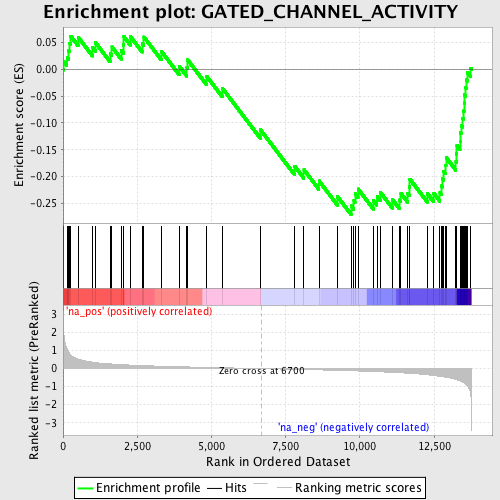 Enrichment plot: GATED_CHANNEL_ACTIVITY
Enrichment score (ES)
0.05
0.00
-0.05
-0.10
-0.15
-0.20
-0.25
'na_pos' (positively correlated)
Ranked list metric (PreRanked)
3
2
1
0
-1
-2
-3
Zero cross at 6700
'na_neg' (negatively correlated)
0
2,500
5,000
7,500
10,000
12,500
Rank in Ordered Dataset
Enrichment profile
Hits
Ranking metric scores